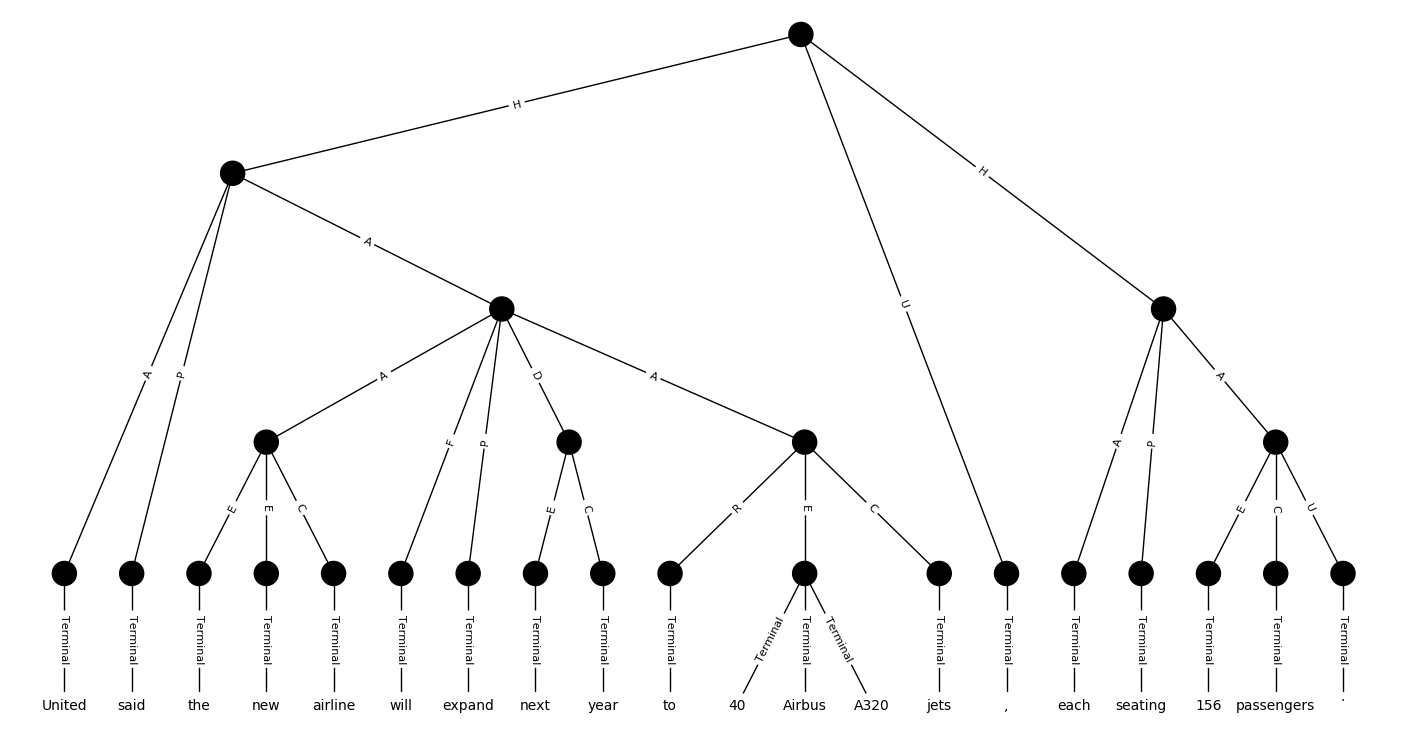 H
H
A
U
A
P
A
D
A
A
F
P
A
P
E
E
C
E
C
R
E
C
E
C
U
Terminal Terminal Terminal Terminal Terminal Terminal Terminal Terminal Terminal Terminal Terminal Terminal Terminal Terminal Terminal Terminal Terminal Terminal Terminal Terminal
United said the new airline will expand next year to 40 Airbus A320 jets , each seating 156 passengers .